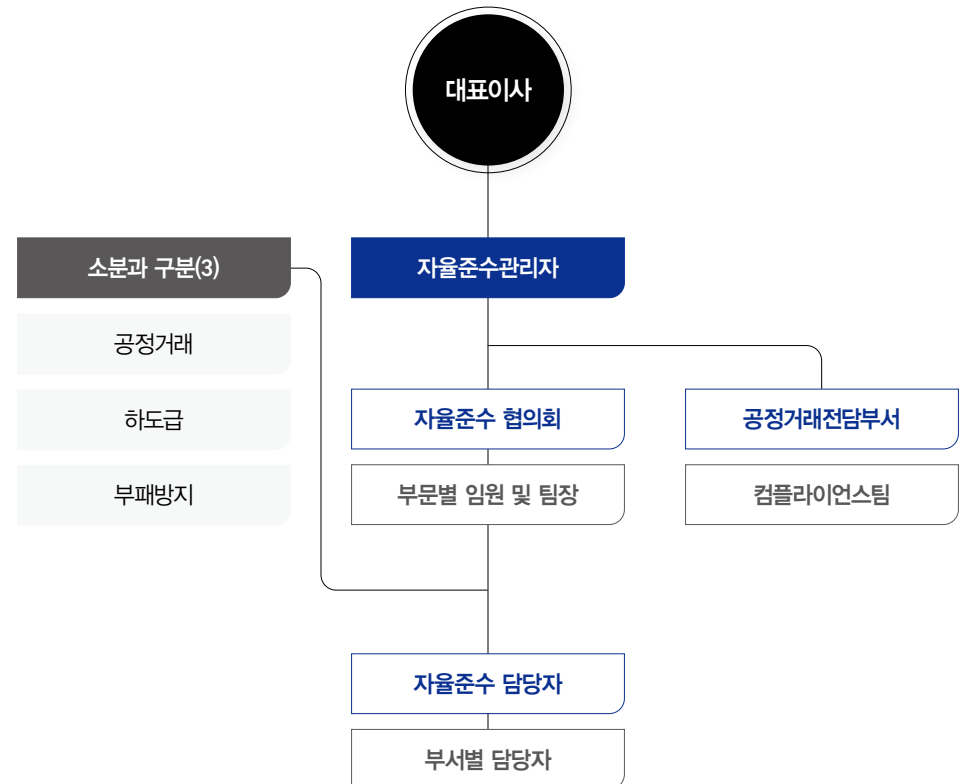 대표이사
소분과 구분(3)
공정거래
하도급
부패방지
자율준수관리자
자율준수 협의회
부문별 임원 및 팀장
공정거래전담부서
컴플라이언스팀
자율준수 담당자
부서별 담당자